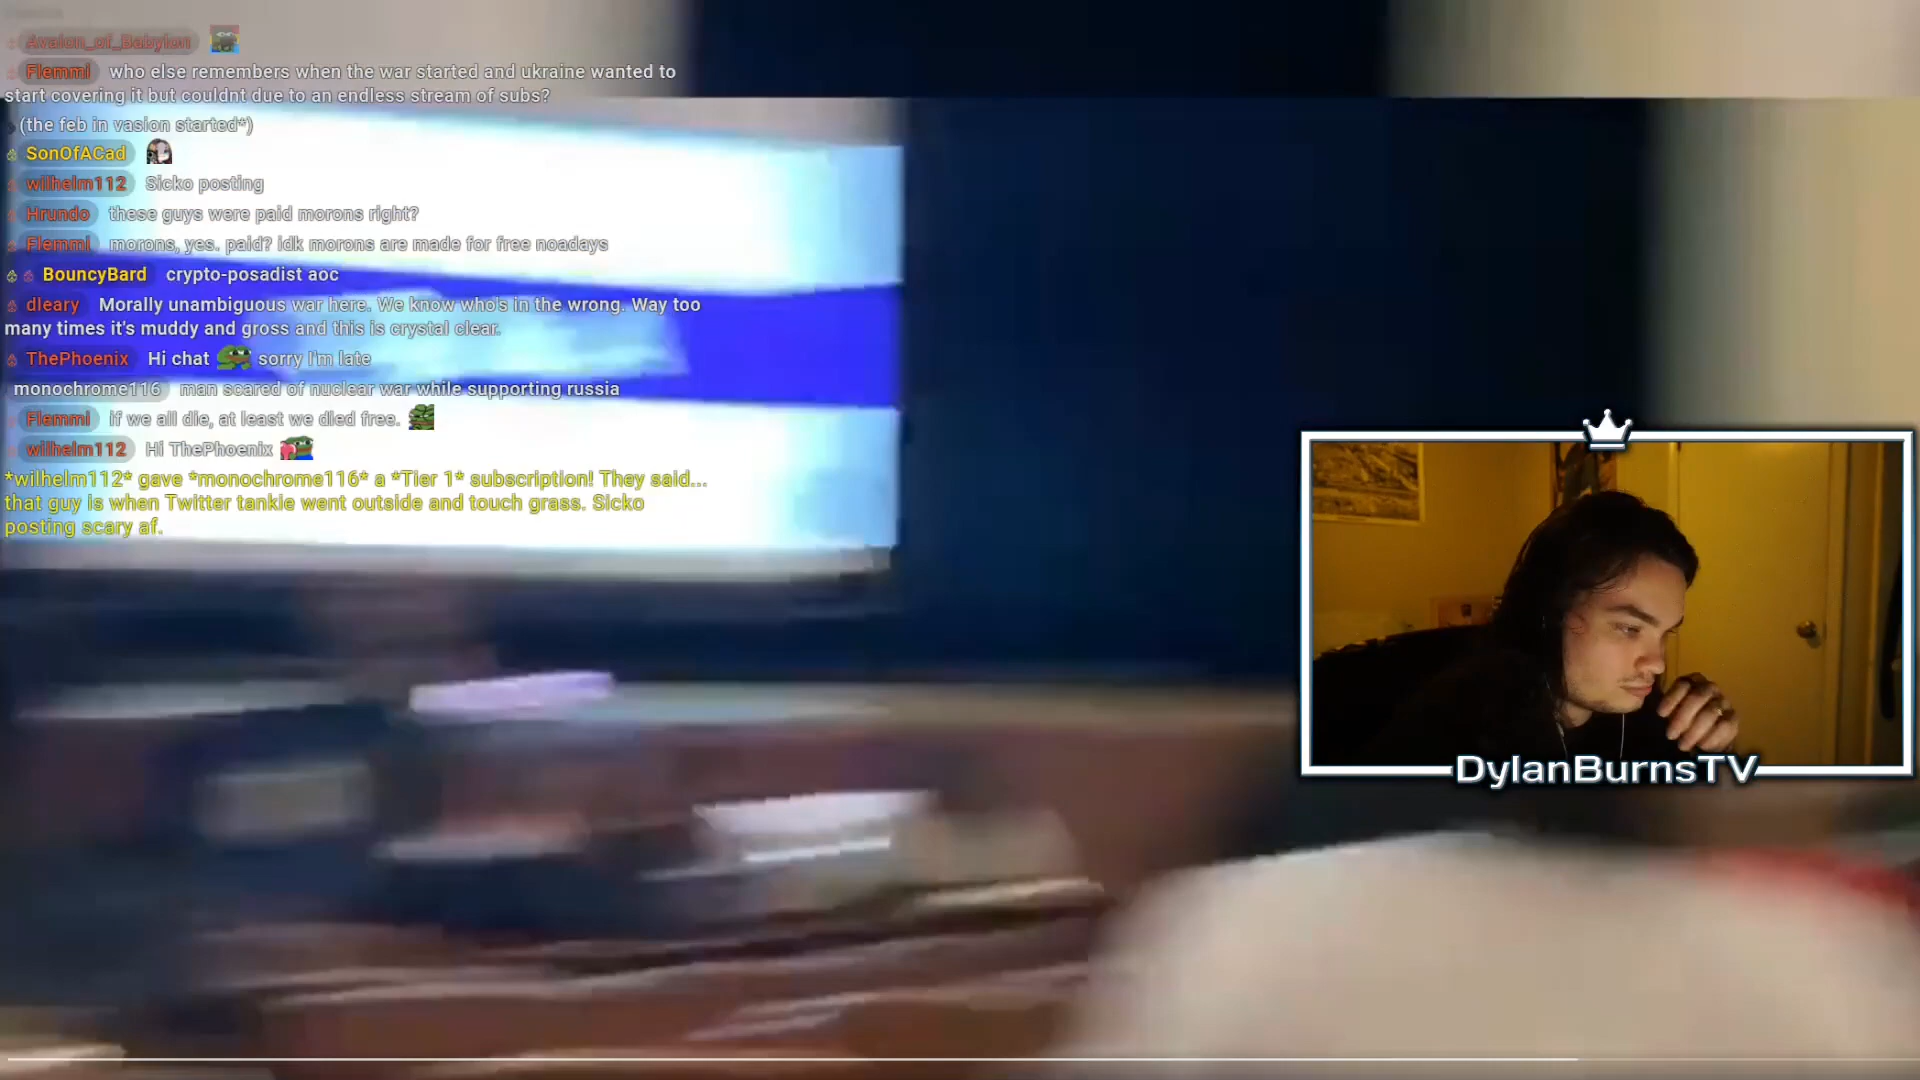 Avalon_of_Babylon
Flemmi who else remembers when the war started and ukraine wanted to
start covering it but couldnt due to an endless stream of subs?
(the feb in vasion started*)
SonOfACad
wilhelm112 Sicko posting
Hrundo these guys were paid morons right?
Flemmi morons, yes. paid? idk morons are made for free noadays
BouncyBard crypto-posadist aoc
dleary Morally unambiguous war here. We know who's in the wrong. Way too
many times it's muddy and gross and this is crystal clear.
ThePhoenix Hi chat sorry I'm late
monochrome116 man scared of nuclear war while supporting russia
Flemmi if we all die, at least we died free.
wilhelm112 Hi ThePhoenix
*wilhelm112* gave *monochrome116* a *Tier 1* subscription! They said...
that guy is when Twitter tankie went outside and touch grass. Sicko
posting scary af.
DylanBurnsTV